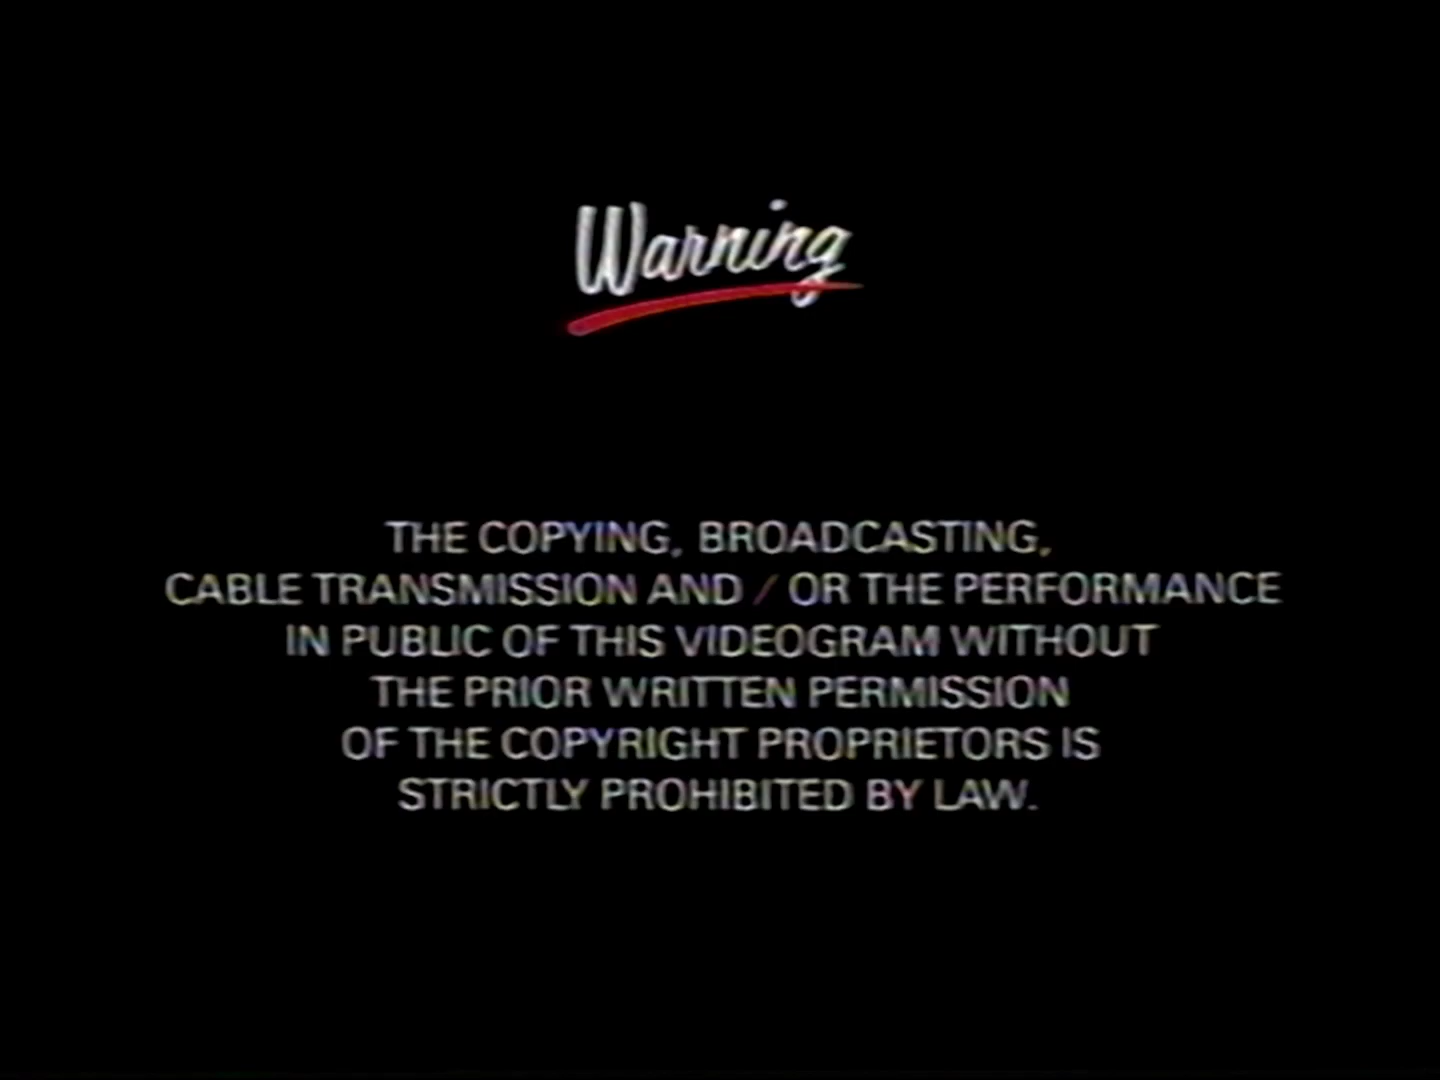 Warning
THE COPYING, BROADCASTING,
CABLE TRANSMISSION AND / OR THE PERFORMANCE
IN PUBLIC OF THIS VIDEOGRAM WITHOUT
THE PRIOR WRITTEN PERMISSION
OF THE COPYRIGHT PROPRIETORS IS
STRICTLY PROHIBITED BY LAW.